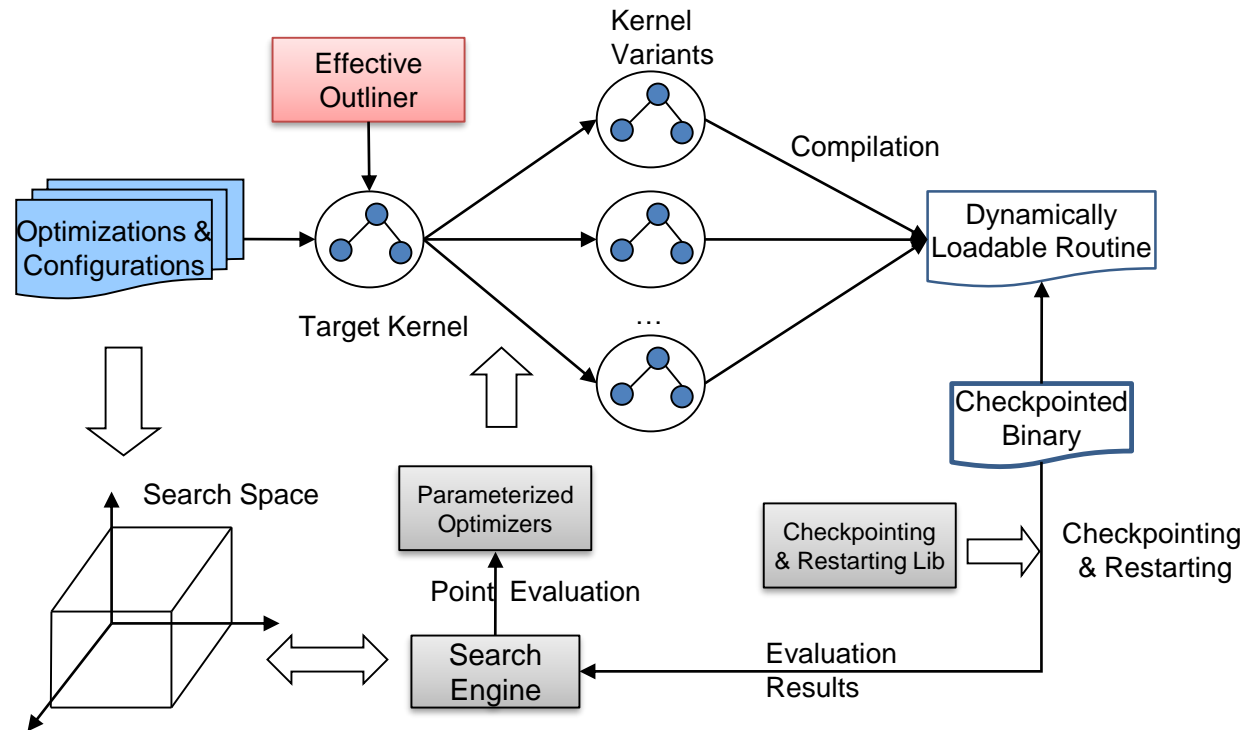 Kernel
Variants
Effective
Outliner
Compilation
Optimizations &
Configurations
Dynamically
Loadable Routine
Target Kernel
...
Checkpointed
Binary
Search Space
Parameterized
Optimizers
Checkpointing
& Restarting Lib
Checkpointing
& Restarting
Point Evaluation
Search
Engine
Evaluation
Results